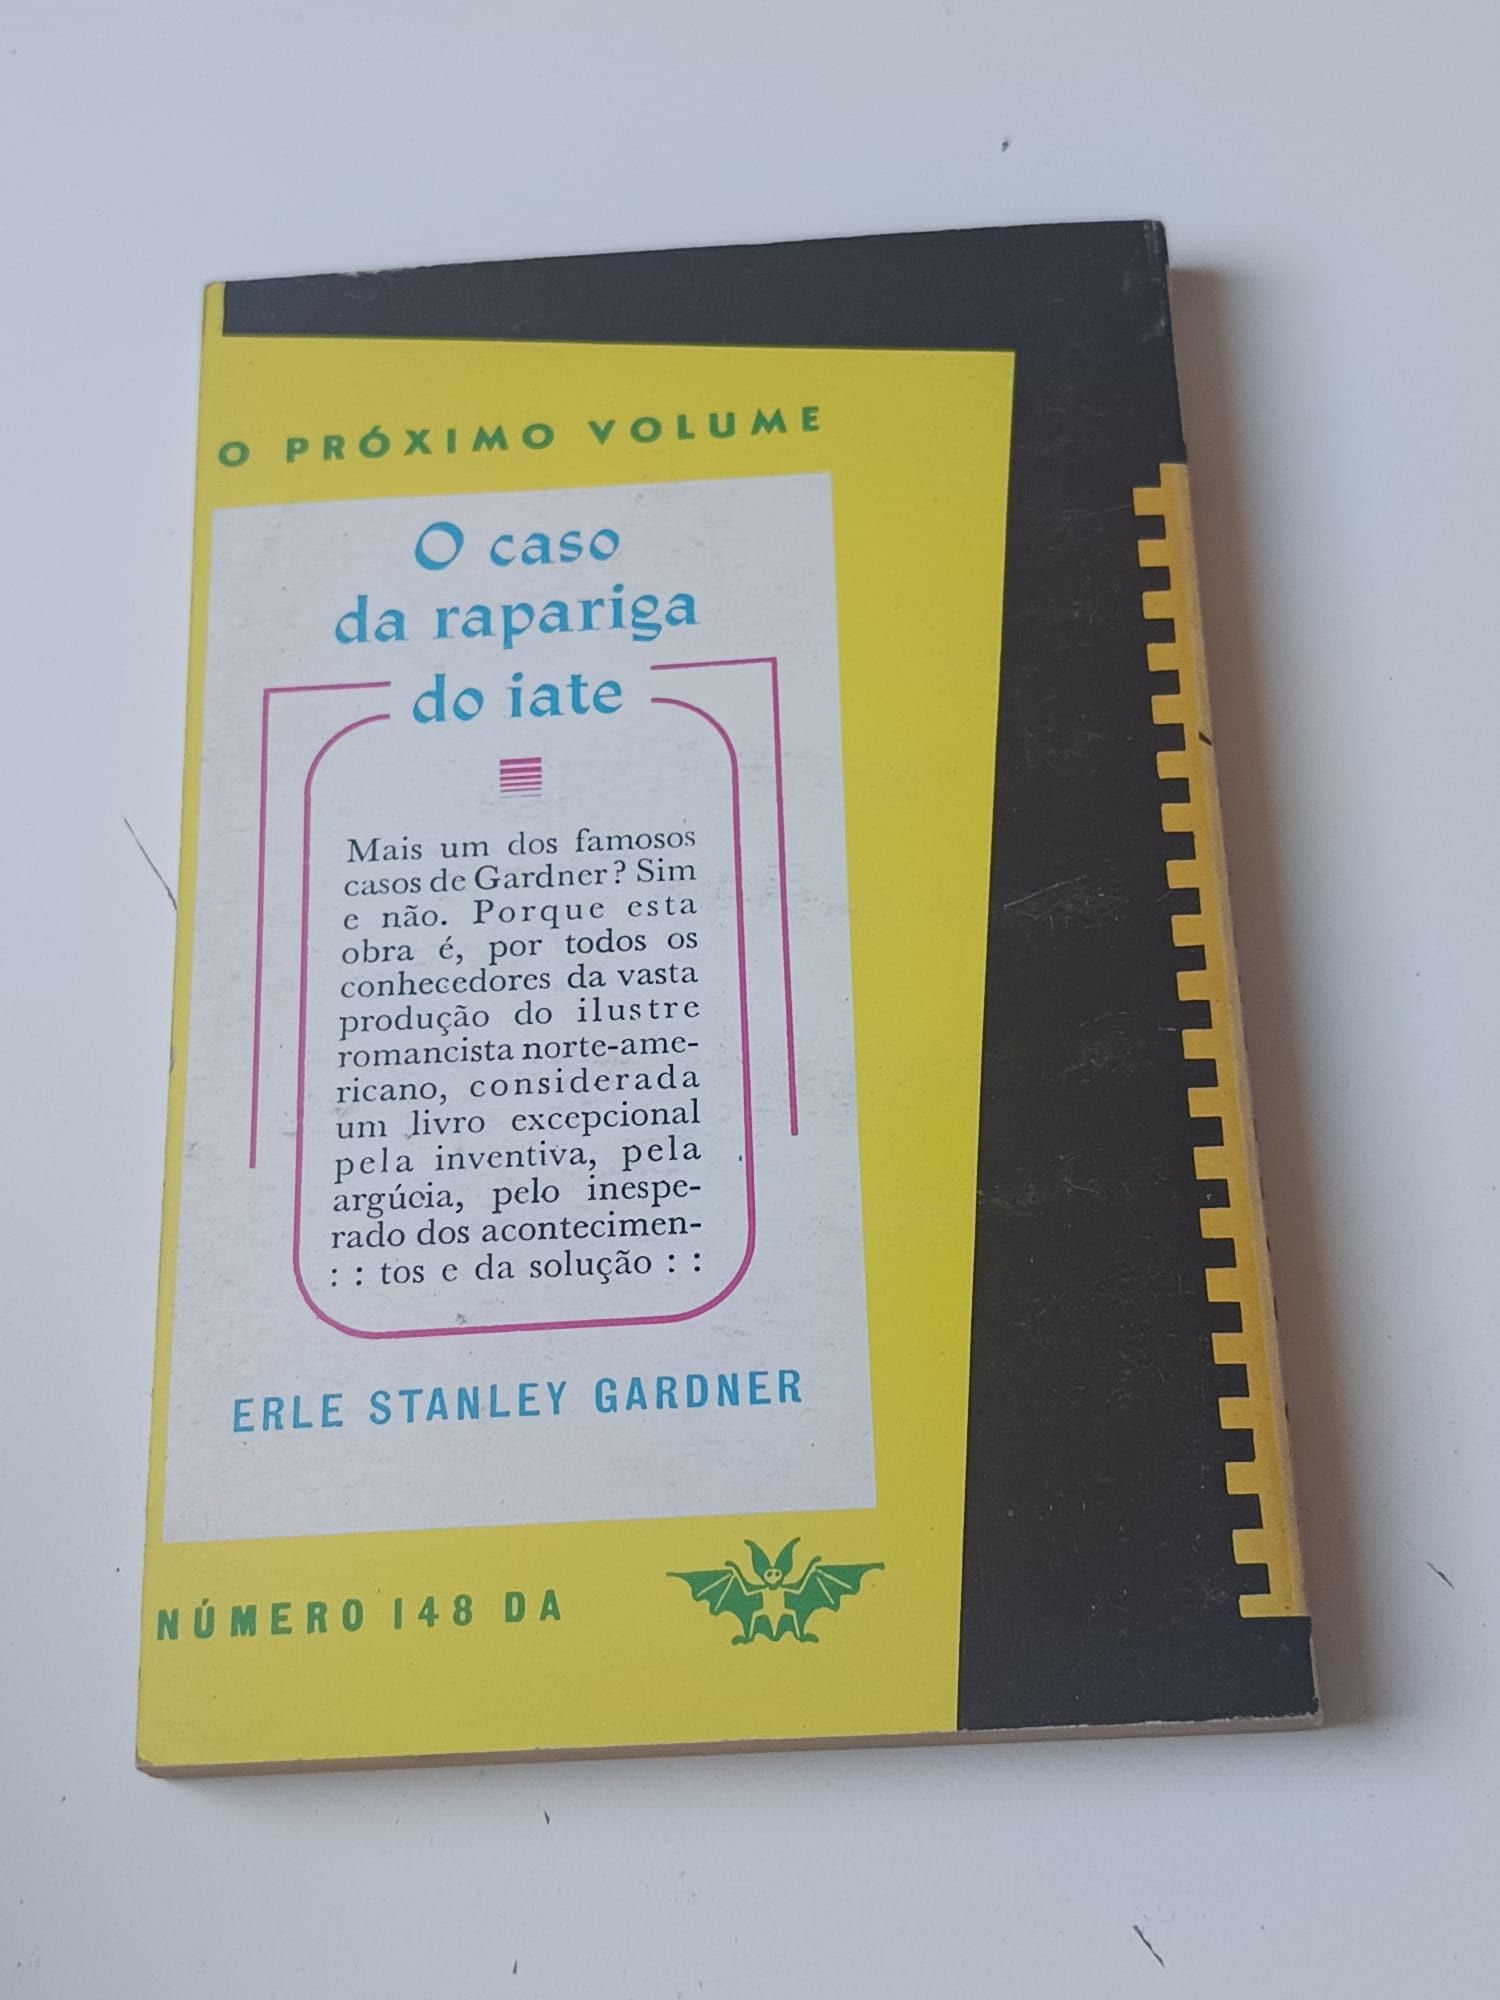 O PRÓXIMO VOLUME
O caso
da rapariga
do iate
Mais um dos famosos
casos de Gardner? Sim
e não. Porque esta
obra é, por todos os
conhecedores da vasta
produção do ilustre
romancista norte-ame-
ricano, considerada
um livro excepcional
pela inventiva, pela
argúcia, pelo inespe-
rado dos acontecimen-
: : tos e da solução : :
ERLE STANLEY GARDNER
NÚMERO 148 DA